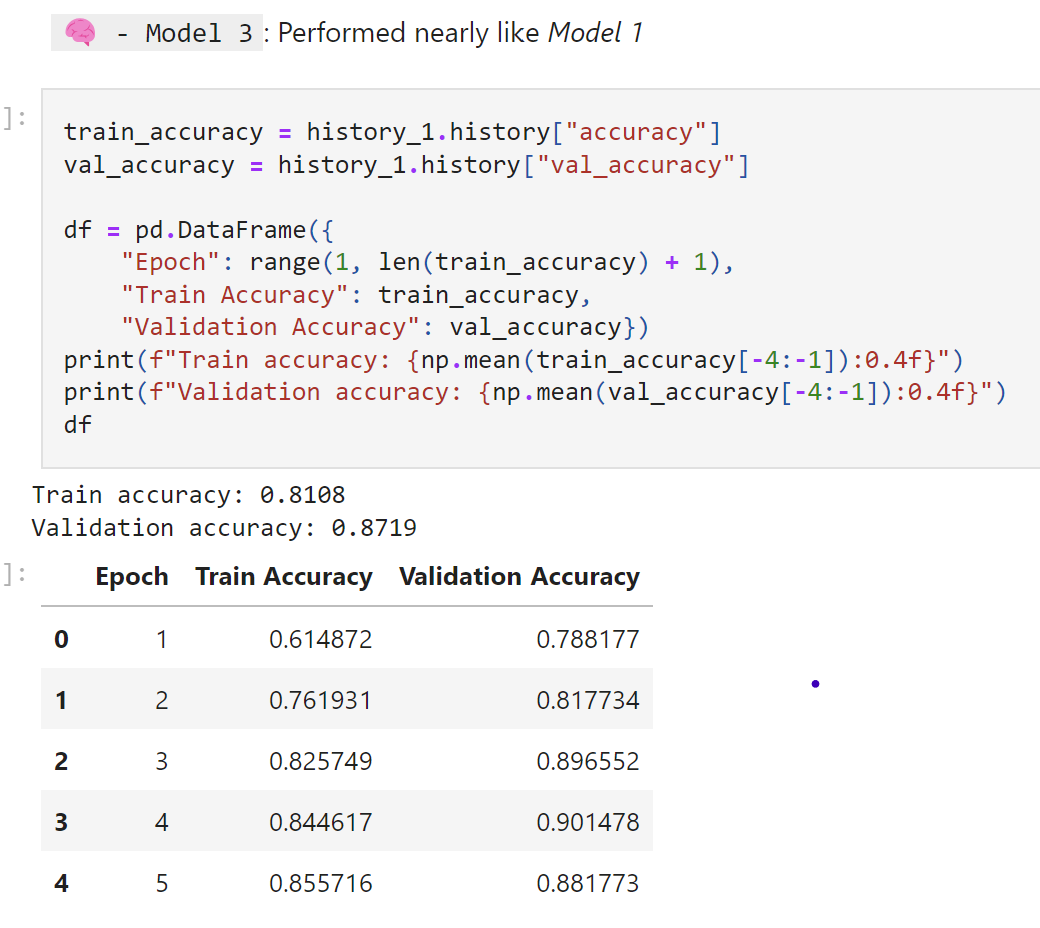 🧠 - Model 3: Performed nearly like Model 1
]:
train_accuracy = history_1.history["accuracy"]
val_accuracy = history_1.history["val_accuracy"]
df = pd.DataFrame({
    "Epoch": range(1, len(train_accuracy) + 1),
    "Train Accuracy": train_accuracy,
    "Validation Accuracy": val_accuracy})
print(f"Train accuracy: {np.mean(train_accuracy[-4:-1]):0.4f}")
print(f"Validation accuracy: {np.mean(val_accuracy[-4:-1]):0.4f}")
df
Train accuracy: 0.8108
Validation accuracy: 0.8719
]:
Epoch Train Accuracy Validation Accuracy
0 1 0.614872 0.788177
1 2 0.761931 0.817734
2 3 0.825749 0.896552
3 4 0.844617 0.901478
4 5 0.855716 0.881773